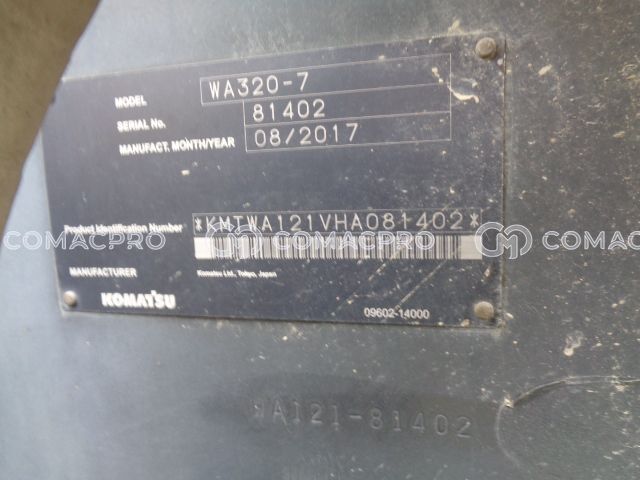 MODEL WA320-7
SERIAL No. 81402
MANUFACT. MONTH/YEAR 08/2017
Product Identification Number *KMTWA121VHA081402*
COMACPRO COMACPRO COMACPRO
MANUFACTURER Komatsu Ltd., Tokyo, Japan
KOMATSU
09602-14000
WA121-81402